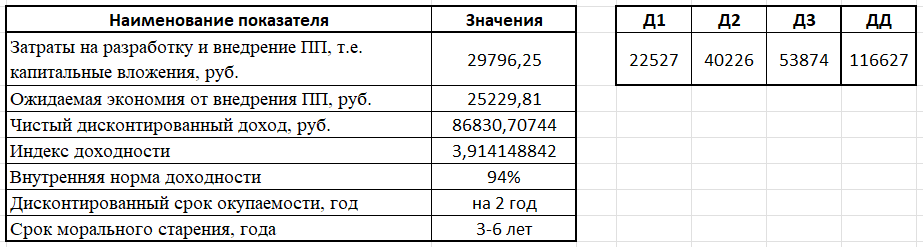 Наименование показателя Значения
Затраты на разработку и внедрение ПП, т.е.
капитальные вложения, руб. 29796,25
Ожидаемая экономия от внедрения ПП, руб. 25229,81
Чистый дисконтированный доход, руб. 86830,70744
Индекс доходности 3,914148842
Внутренняя норма доходности 94%
Дисконтированный срок окупаемости, год на 2 год
Срок морального старения, года 3-6 лет
Д1 Д2 Д3 ДД
22527 40226 53874 116627